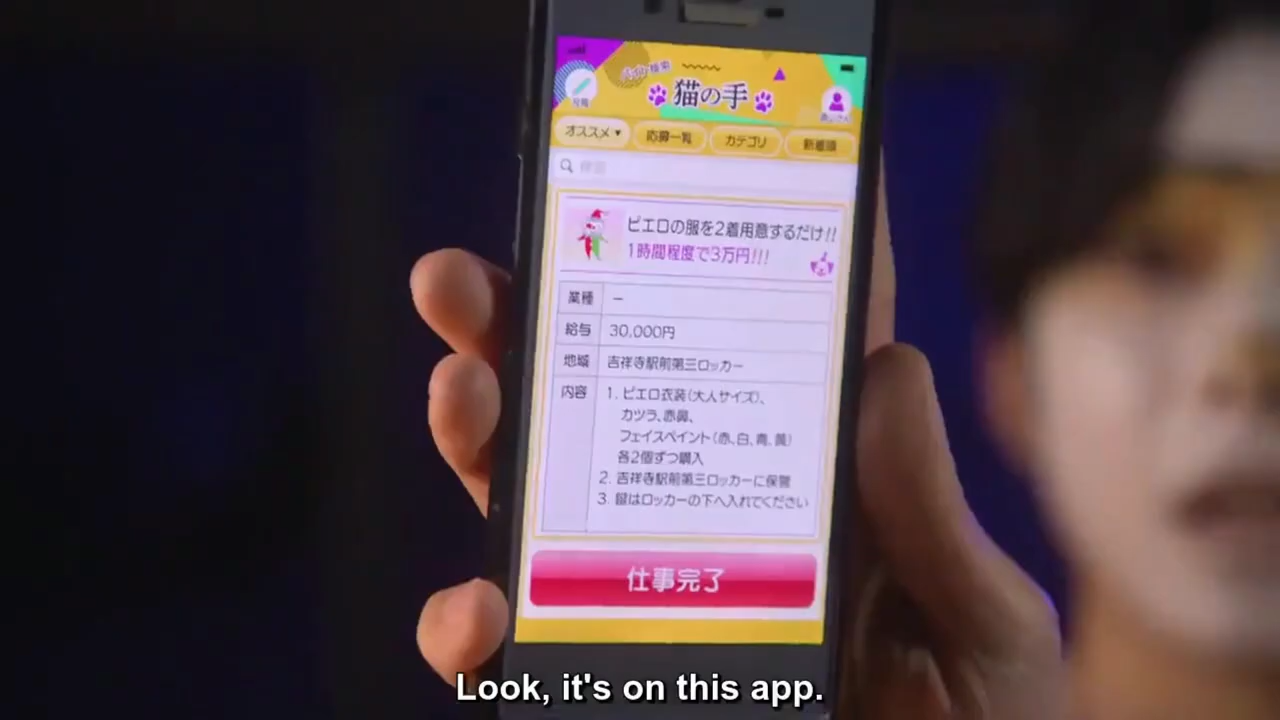 バイト検索
猫の手
オススメ▼ 応募一覧 カテゴリ 新着順
検索
ピエロの服を2着用意するだけ!!
1時間程度で3万円!!!
業種 −
給与 30,000円
地域 吉祥寺駅前第三ロッカー
内容 1. ピエロ衣装(大人サイズ)、
カツラ、赤鼻、
フェイスペイント(赤、白、青、黄)
各2個ずつ購入
2. 吉祥寺駅前第三ロッカーに保管
3. 鍵はロッカーの下へ入れてください
仕事完了
Look, it's on this app.